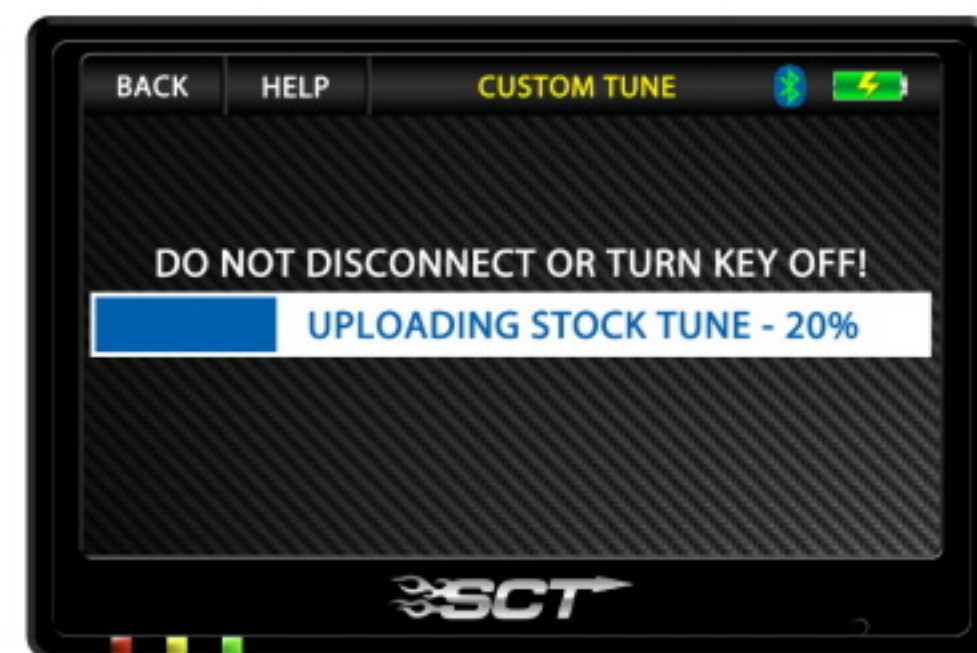 BACK HELP CUSTOM TUNE
DO NOT DISCONNECT OR TURN KEY OFF!
UPLOADING STOCK TUNE - 20%
SCT